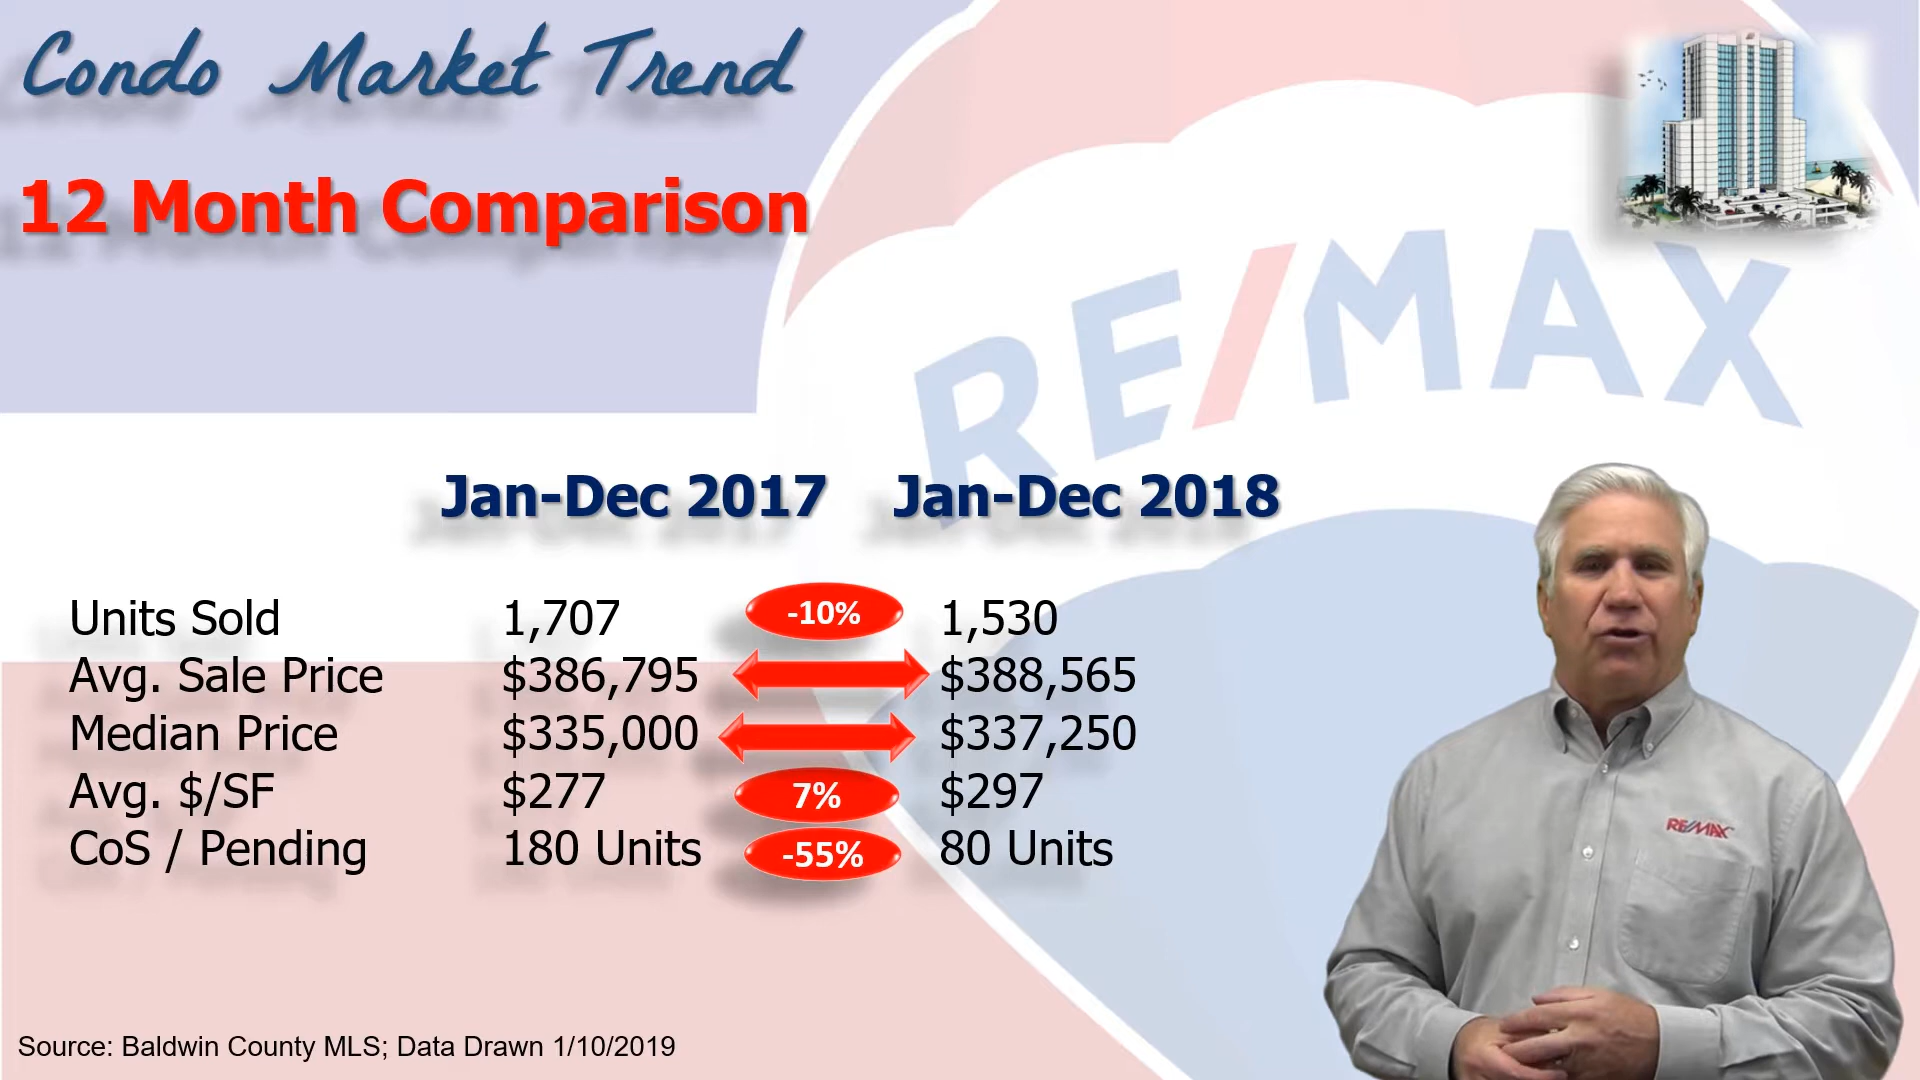 Condo Market Trend
12 Month Comparison
RE/MAX
Jan-Dec 2017 Jan-Dec 2018
Units Sold 1,707 -10% 1,530
Avg. Sale Price $386,795 $388,565
Median Price $335,000 $337,250
Avg. $/SF $277 7% $297
CoS / Pending 180 Units -55% 80 Units
RE/MAX
Source: Baldwin County MLS; Data Drawn 1/10/2019